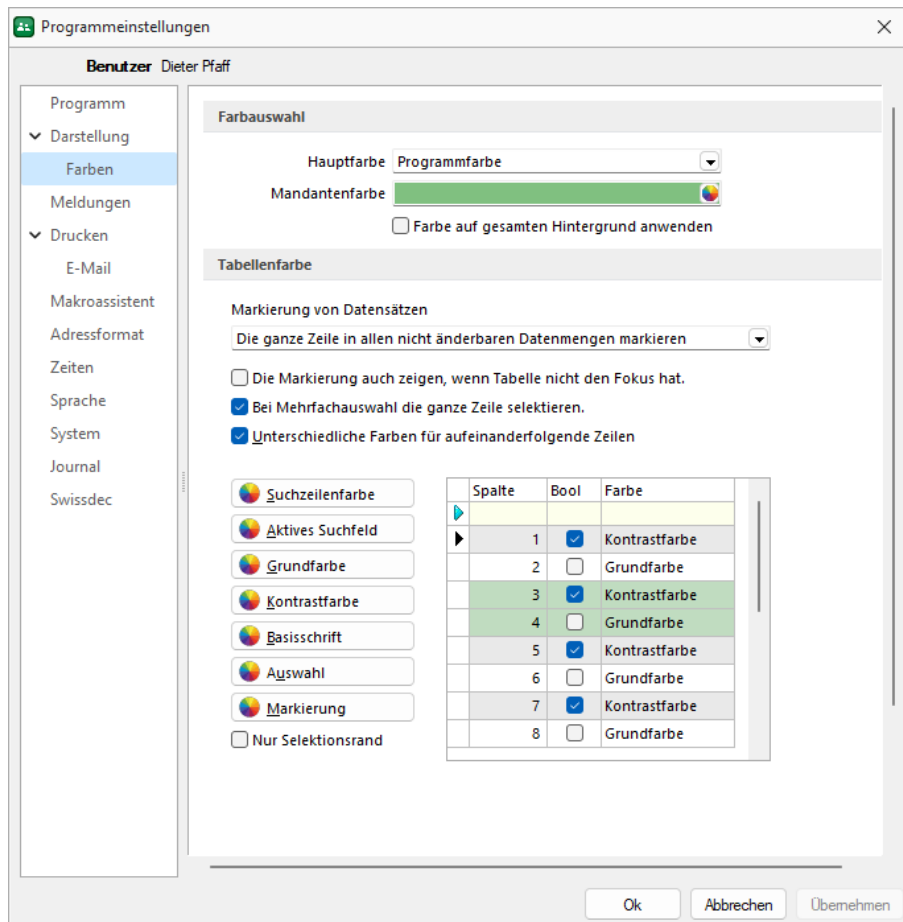 Programmeinstellungen
Benutzer Dieter Pfaff
Programm
Darstellung
Farben
Meldungen
Drucken
E-Mail
Makroassistent
Adressformat
Zeiten
Sprache
System
Journal
Swissdec
Farbauswahl
Hauptfarbe Programmfarbe
Mandantenfarbe
Farbe auf gesamten Hintergrund anwenden
Tabellenfarbe
Markierung von Datensätzen
Die ganze Zeile in allen nicht änderbaren Datenmengen markieren
Die Markierung auch zeigen, wenn Tabelle nicht den Fokus hat.
Bei Mehrfachauswahl die ganze Zeile selektieren.
Unterschiedliche Farben für aufeinanderfolgende Zeilen
Suchzeilenfarbe
Aktives Suchfeld
Grundfarbe
Kontrastfarbe
Basisschrift
Auswahl
Markierung
Nur Selektionsrand
Spalte Bool Farbe
1 Kontrastfarbe
2 Grundfarbe
3 Kontrastfarbe
4 Grundfarbe
5 Kontrastfarbe
6 Grundfarbe
7 Kontrastfarbe
8 Grundfarbe
Ok Abbrechen Übernehmen